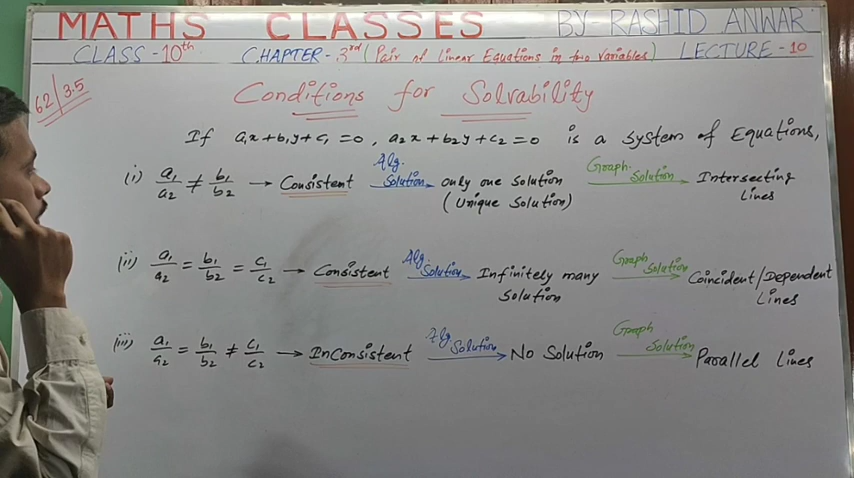 MATHS CLASSES BY-RASHID ANWAR
CLASS-10th CHAPTER-3rd (Pair of Linear Equations in two Variables) LECTURE-10
62/3.5
Conditions for Solvability
If a₁x+b₁y+c₁=0, a₂x+b₂y+c₂=0 is a System of Equations,
(i) a₁/a₂ ≠ b₁/b₂ → Consistent Alg. Solution → only one solution (Unique Solution) Graph. Solution → Intersecting Lines
(ii) a₁/a₂ = b₁/b₂ = c₁/c₂ → Consistent Alg Solution → Infinitely many Solution Graph Solution → Coincident/Dependent Lines
(iii) a₁/a₂ = b₁/b₂ ≠ c₁/c₂ → InConsistent Alg Solution → No Solution Graph Solution → Parallel Lines